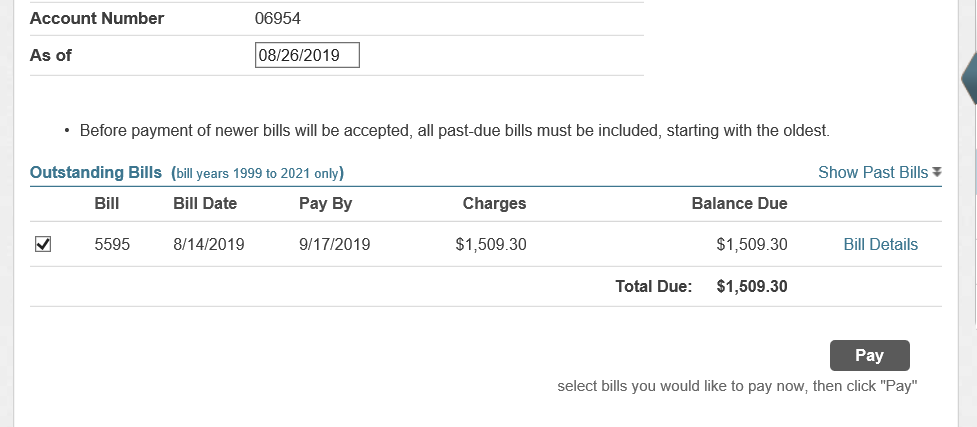 Account Number 06954
As of 08/26/2019
• Before payment of newer bills will be accepted, all past-due bills must be included, starting with the oldest.
Outstanding Bills (bill years 1999 to 2021 only) Show Past Bills
Bill Bill Date Pay By Charges Balance Due
5595 8/14/2019 9/17/2019 $1,509.30 $1,509.30 Bill Details
Total Due: $1,509.30
Pay
select bills you would like to pay now, then click "Pay"